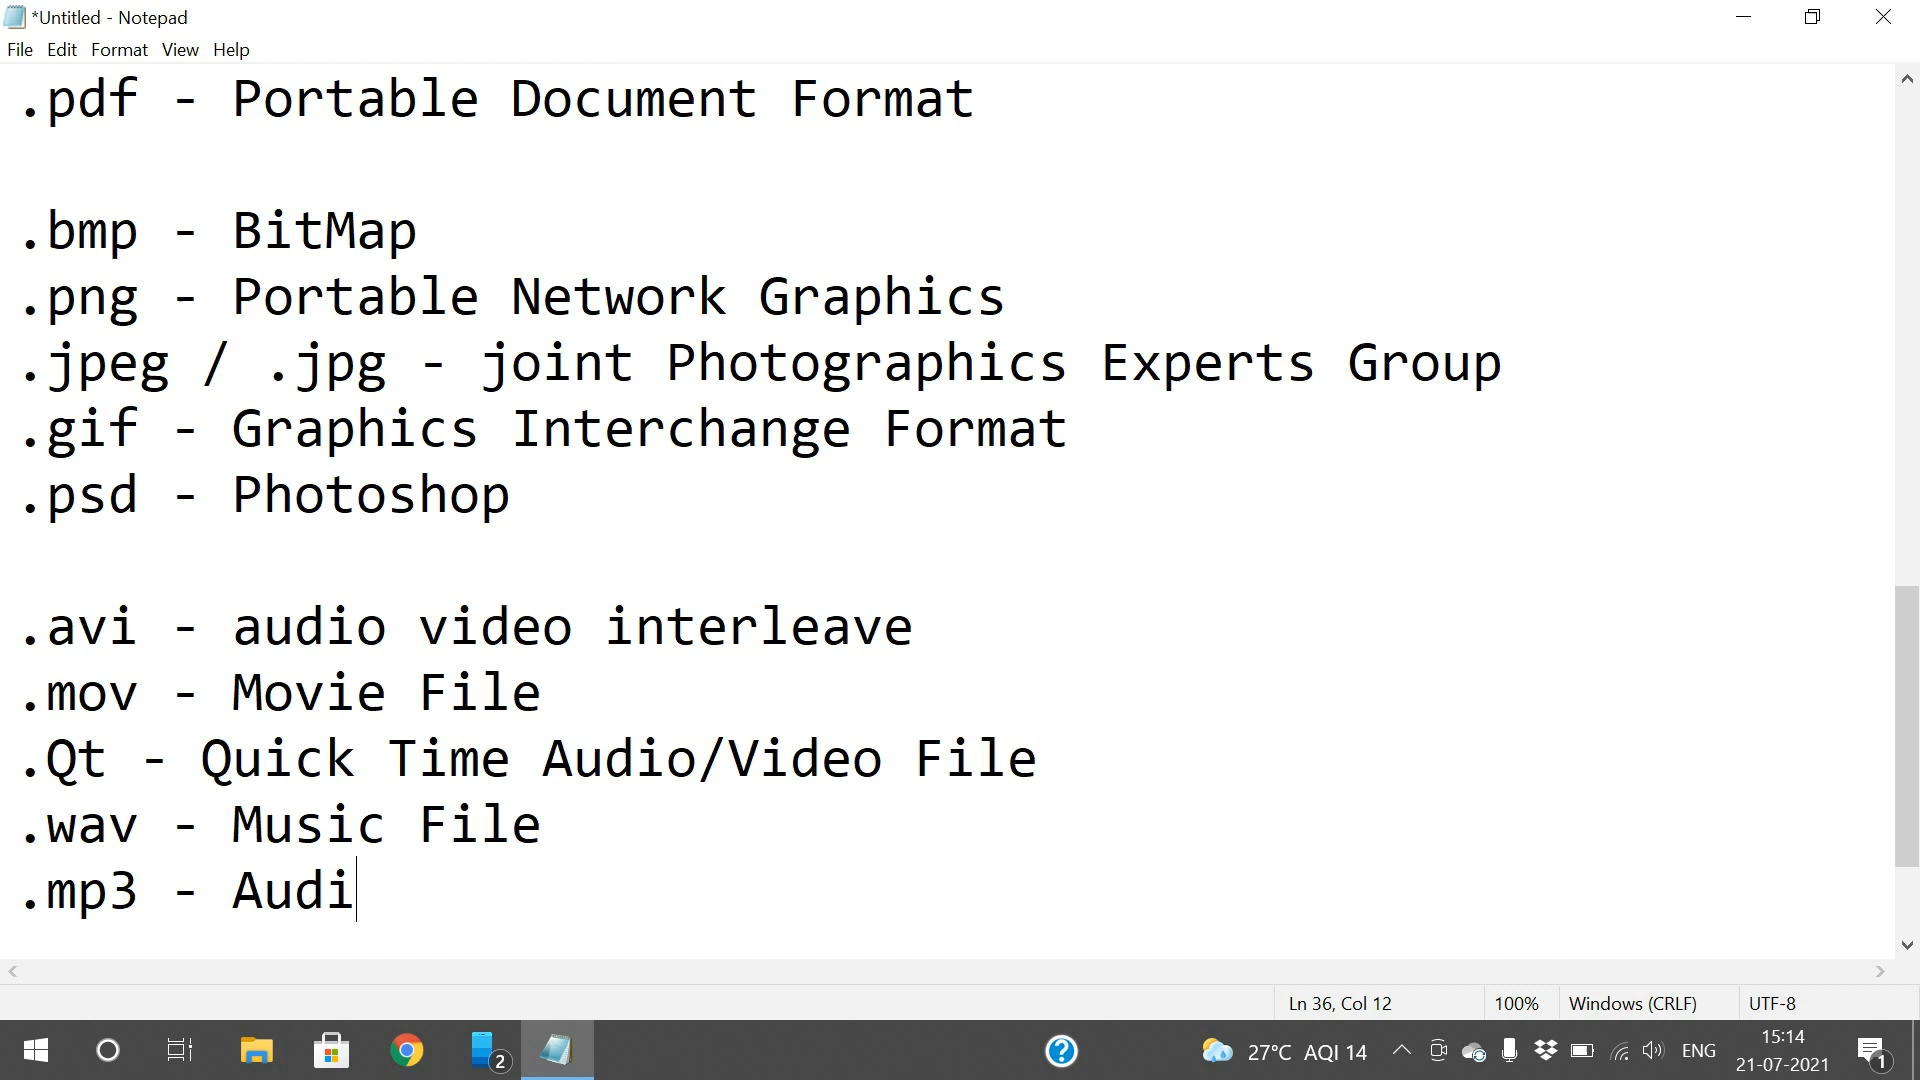 *Untitled - Notepad
File Edit Format View Help
.pdf - Portable Document Format
.bmp - BitMap
.png - Portable Network Graphics
.jpeg / .jpg - joint Photographics Experts Group
.gif - Graphics Interchange Format
.psd - Photoshop
.avi - audio video interleave
.mov - Movie File
.Qt - Quick Time Audio/Video File
.wav - Music File
.mp3 - Audi
Ln 36, Col 12 100% Windows (CRLF) UTF-8
2 ? 27°C AQI 14 ENG 15:14 1
21-07-2021